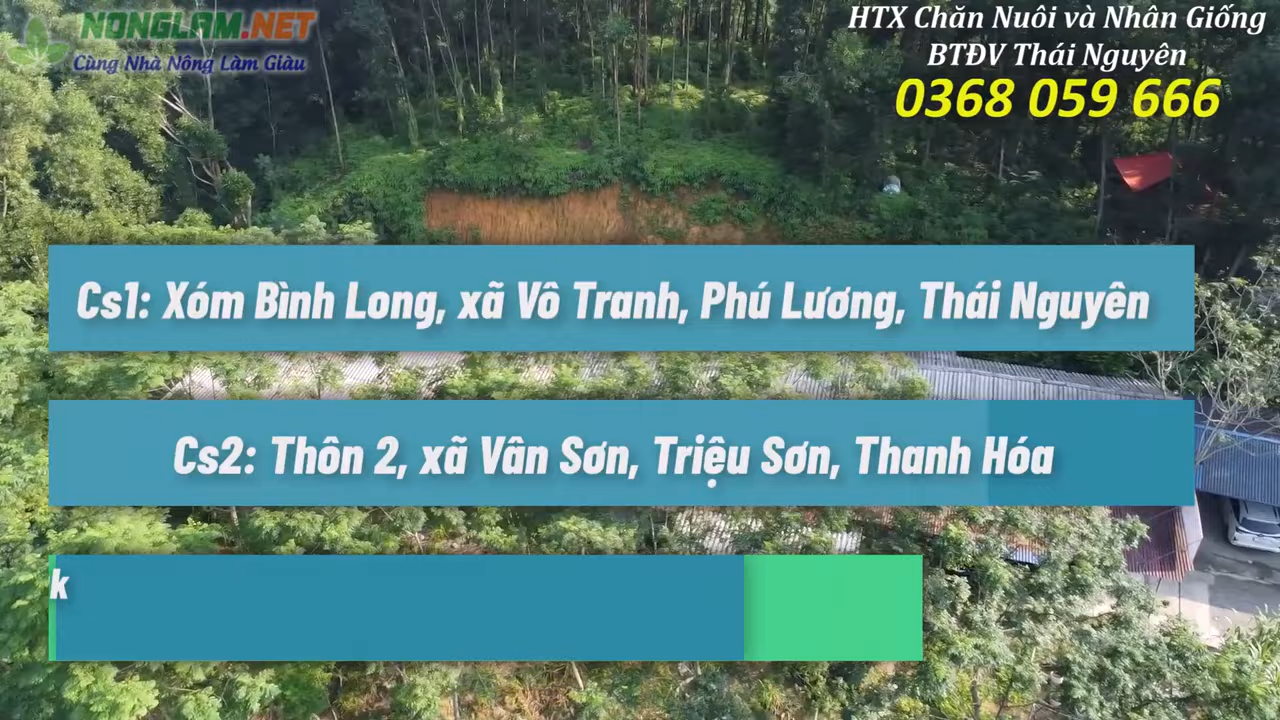 NONGLAM.NET
Cùng Nhà Nông Làm Giàu
HTX Chăn Nuôi và Nhân Giống
BTĐV Thái Nguyên
0368 059 666
Cs1: Xóm Bình Long, xã Vô Tranh, Phú Lương, Thái Nguyên
Cs2: Thôn 2, xã Vân Sơn, Triệu Sơn, Thanh Hóa
k